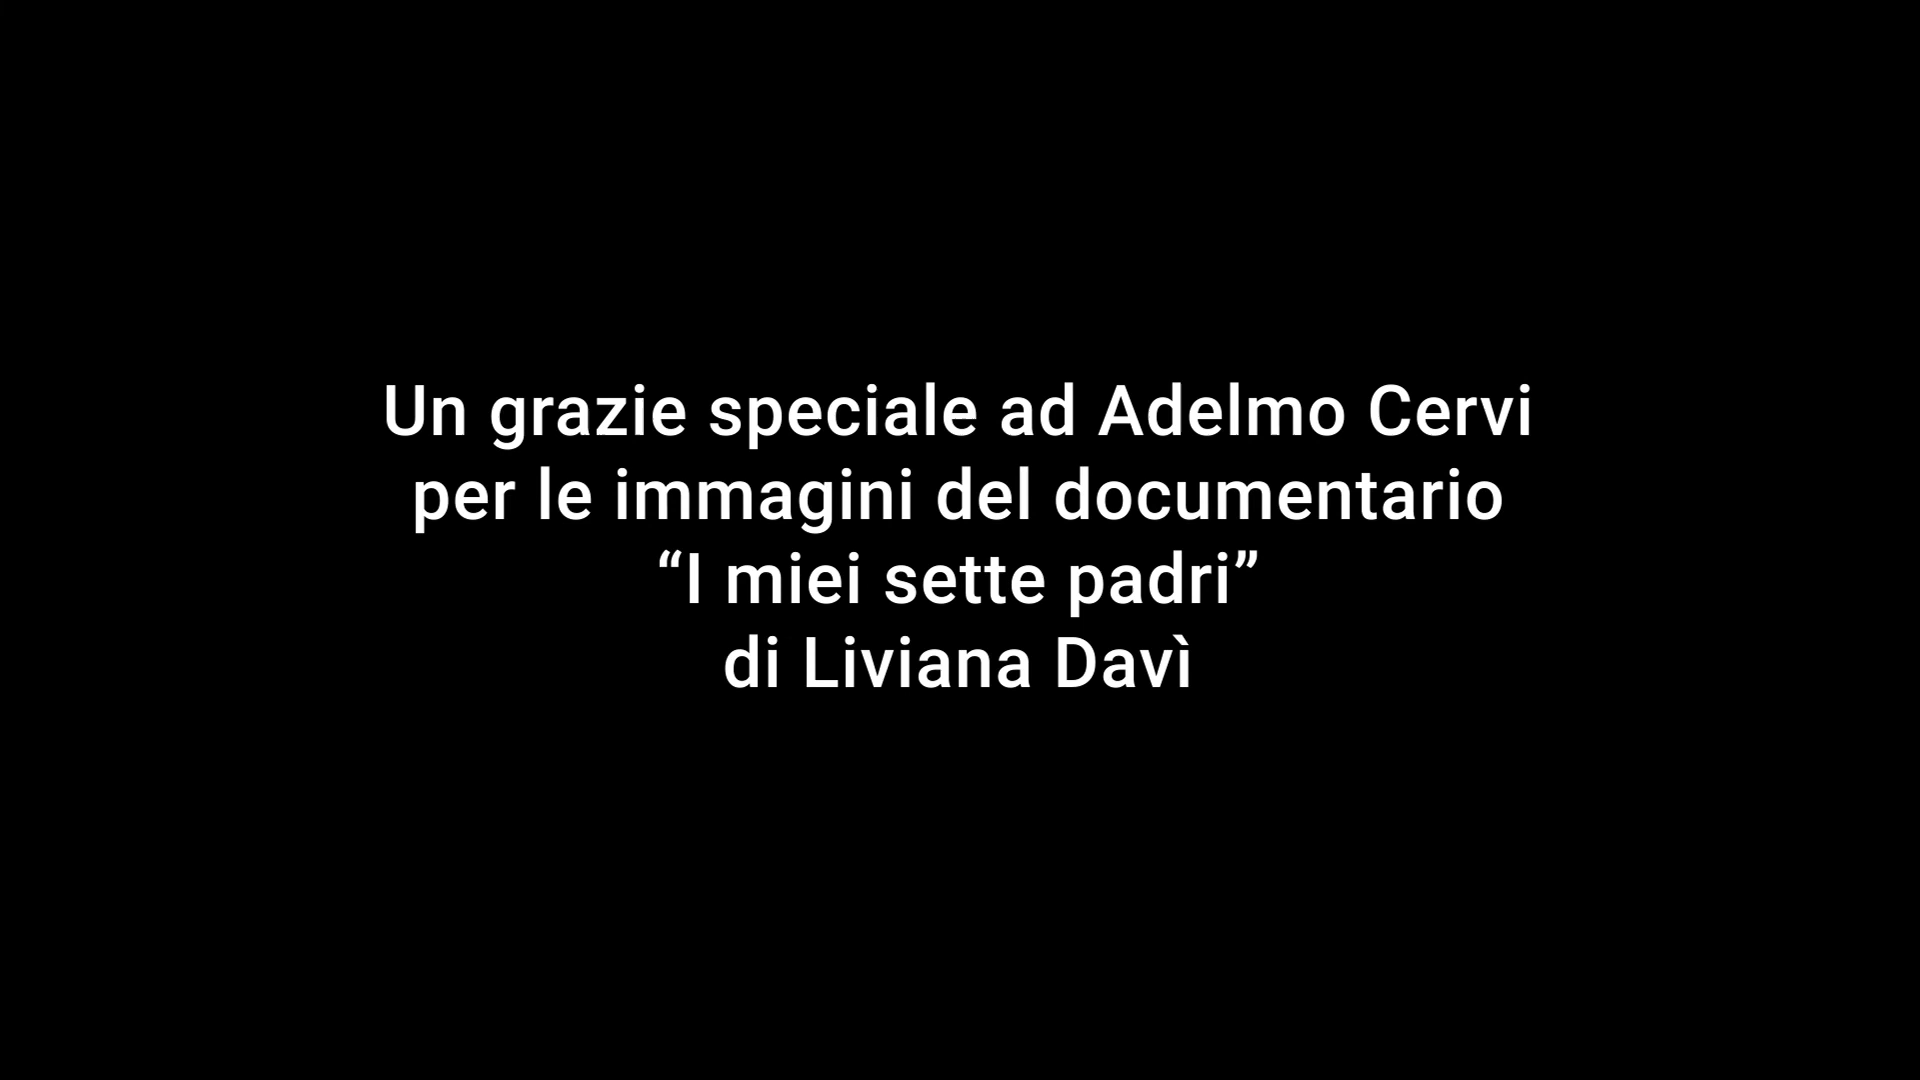 Un grazie speciale ad Adelmo Cervi
per le immagini del documentario
“I miei sette padri”
di Liviana Davì